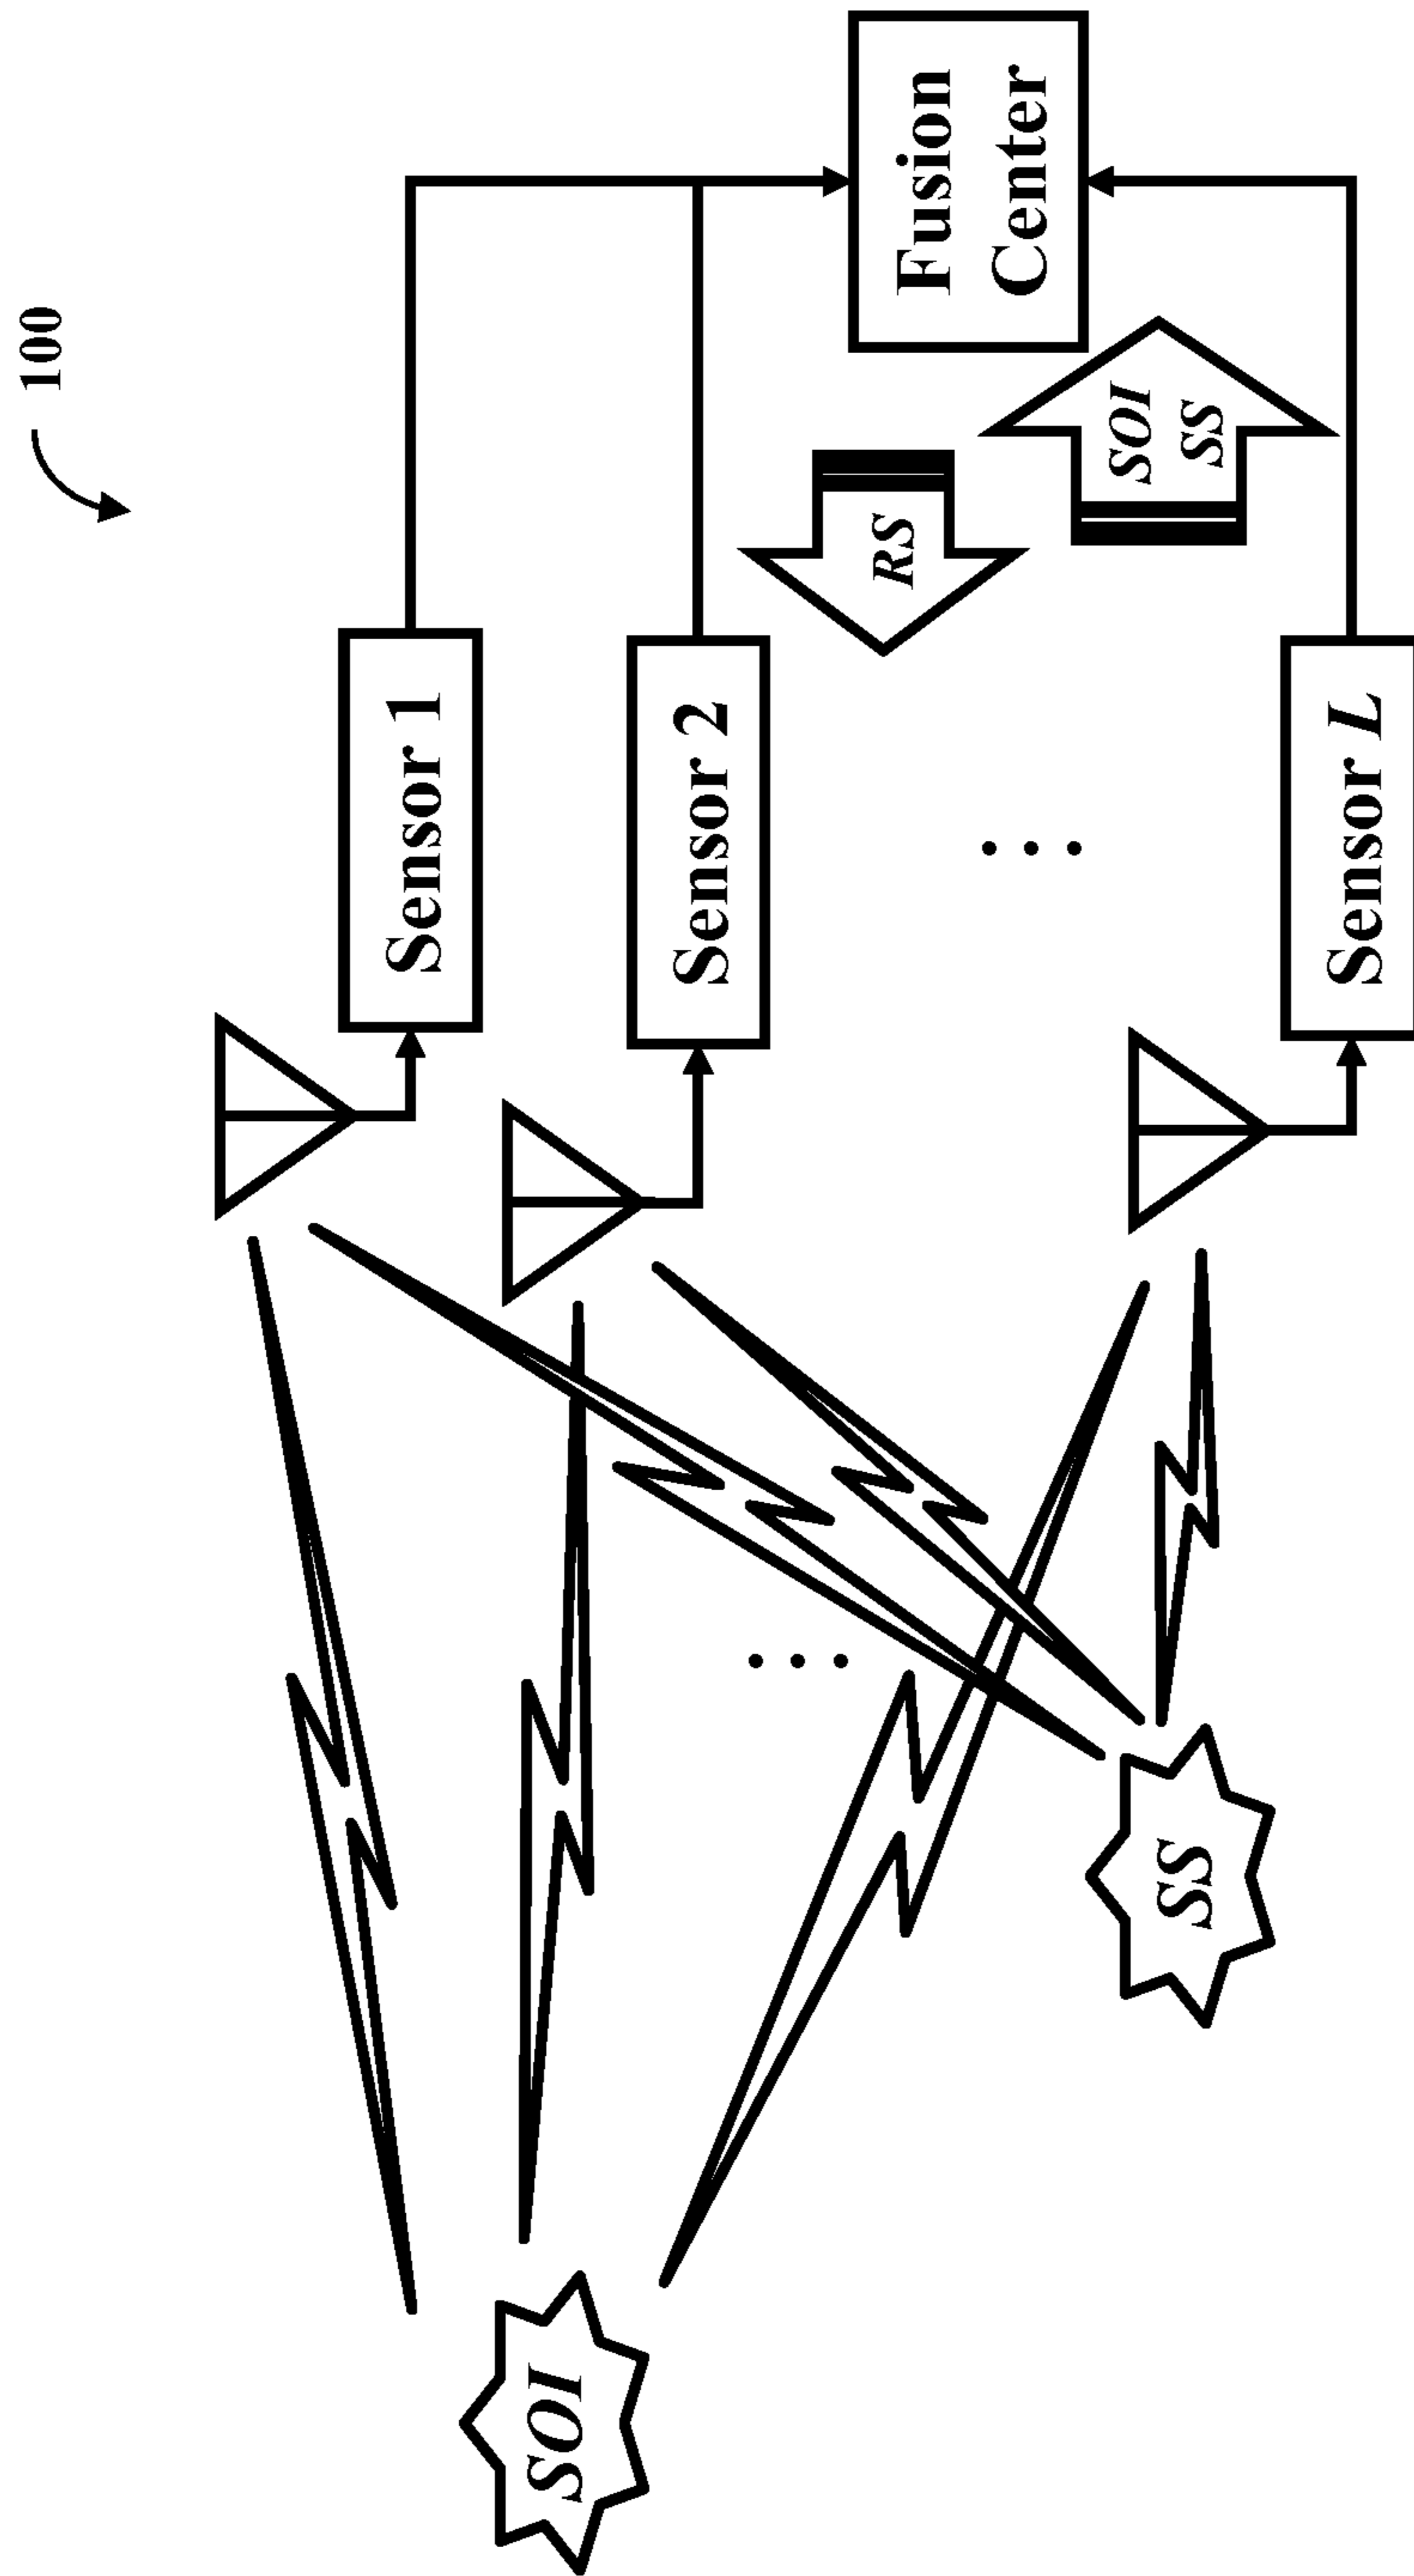 100
Sensor 1
Sensor 2
...
Sensor L
Fusion
Center
RS
SOI
SS
...
SOI
SS